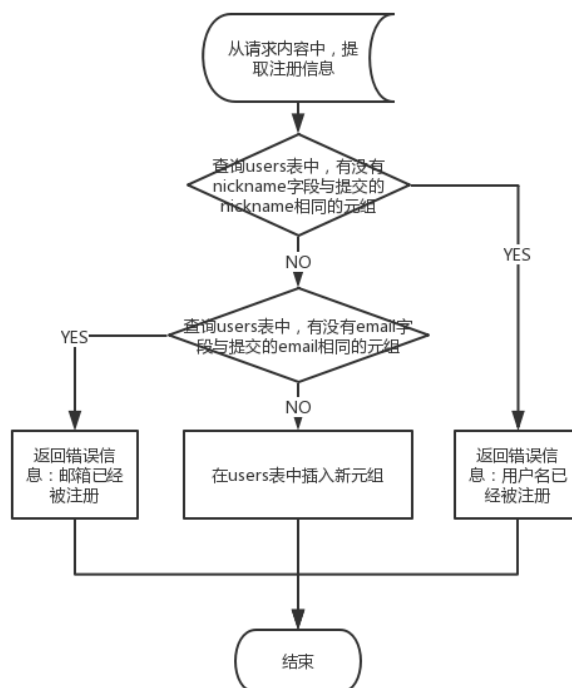 从请求内容中，提
取注册信息
查询users表中，有没有
nickname字段与提交的
nickname相同的元组
NO
YES
查询users表中，有没有email字
段与提交的email相同的元组
YES
NO
返回错误信
息：邮箱已经
被注册
在users表中插入新元组
返回错误信
息：用户名已
经被注册
结束